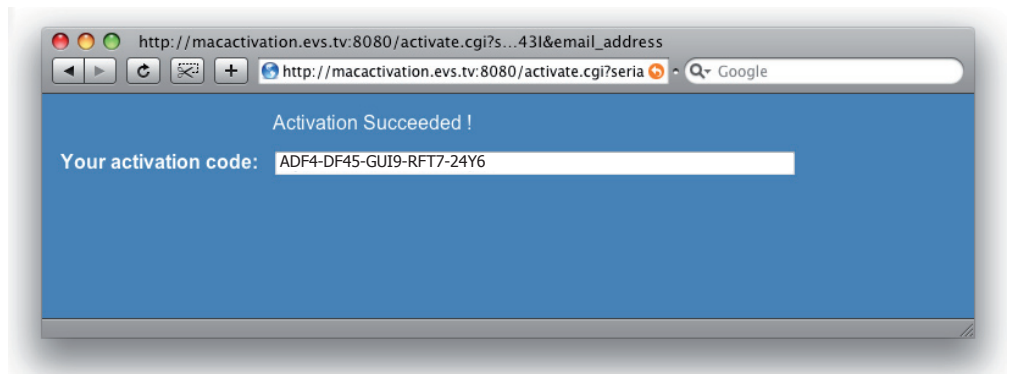 http://macactivation.evs.tv:8080/activate.cgi?s...43I&email_address
http://macactivation.evs.tv:8080/activate.cgi?seria
Google
Activation Succeeded !
Your activation code: ADF4-DF45-GUI9-RFT7-24Y6